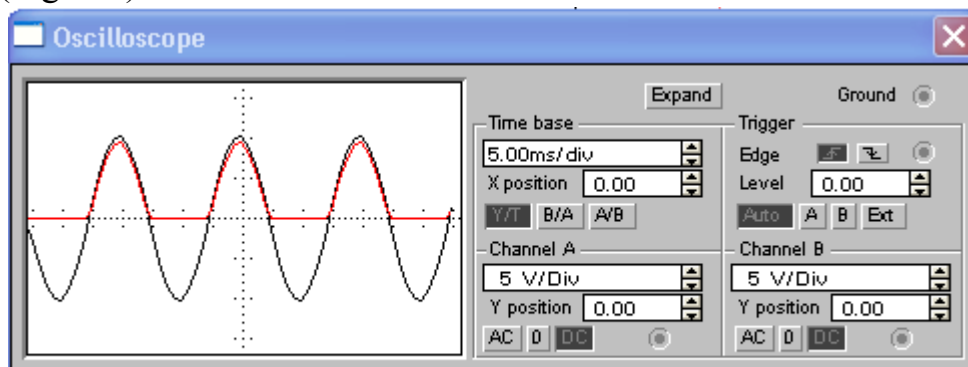 Oscilloscope
Expand
Ground
Time base
Trigger
5.00ms/div
Edge
X position 0.00
Level 0.00
Y/T B/A A/B
Auto A B Ext
Channel A
Channel B
5 V/Div
5 V/Div
Y position 0.00
Y position 0.00
AC 0 DC
AC 0 DC